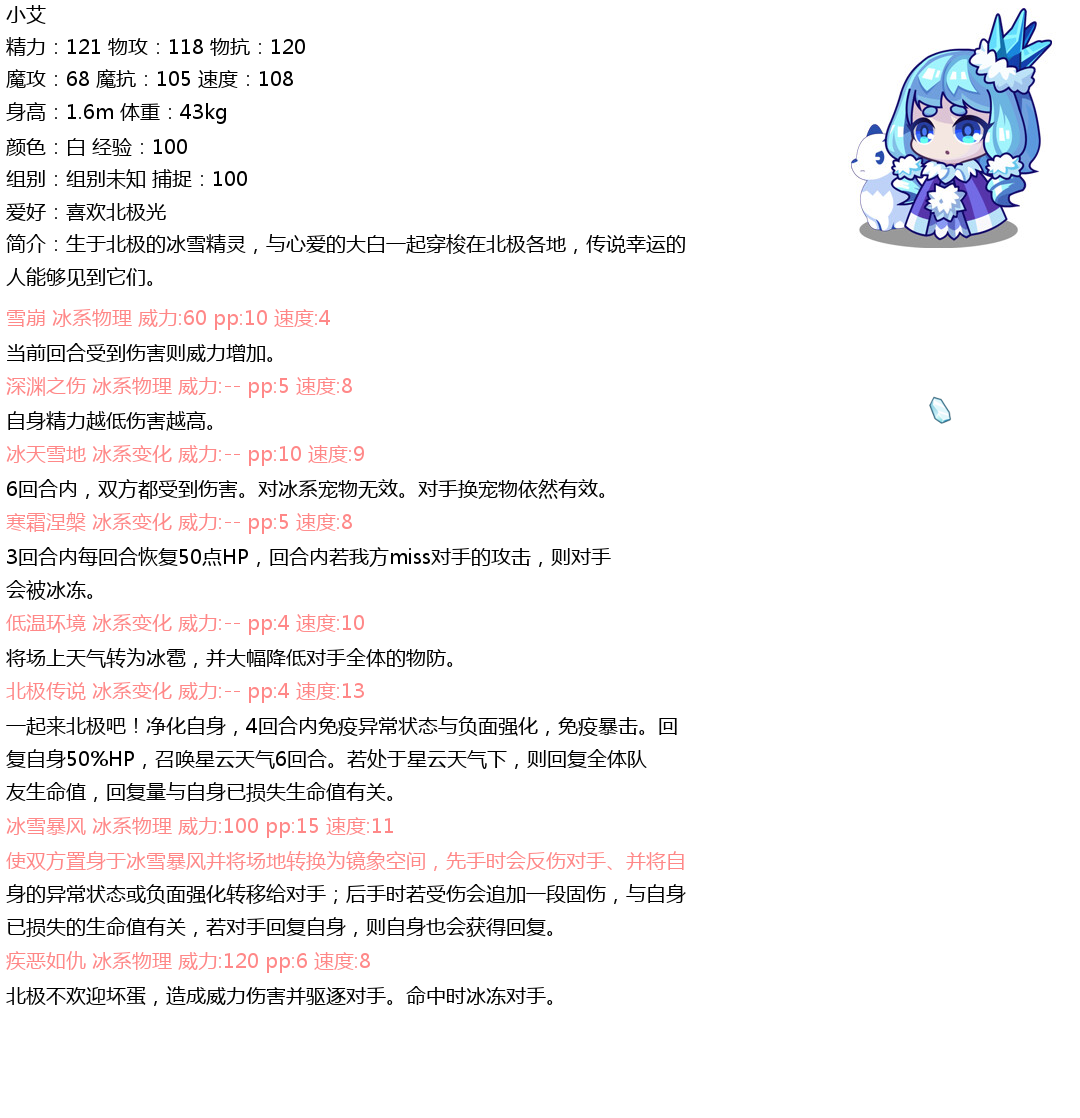 小艾
精力：121 物攻：118 物抗：120
魔攻：68 魔抗：105 速度：108
身高：1.6m 体重：43kg
颜色：白 经验：100
组别：组别未知 捕捉：100
爱好：喜欢北极光
简介：生于北极的冰雪精灵，与心爱的大白一起穿梭在北极各地，传说幸运的
人能够见到它们。
雪崩 冰系物理 威力:60 pp:10 速度:4
当前回合受到伤害则威力增加。
深渊之伤 冰系物理 威力:-- pp:5 速度:8
自身精力越低伤害越高。
冰天雪地 冰系变化 威力:-- pp:10 速度:9
6回合内，双方都受到伤害。对冰系宠物无效。对手换宠物依然有效。
寒霜涅槃 冰系变化 威力:-- pp:5 速度:8
3回合内每回合恢复50点HP，回合内若我方miss对手的攻击，则对手
会被冰冻。
低温环境 冰系变化 威力:-- pp:4 速度:10
将场上天气转为冰雹，并大幅降低对手全体的物防。
北极传说 冰系变化 威力:-- pp:4 速度:13
一起来北极吧！净化自身，4回合内免疫异常状态与负面强化，免疫暴击。回
复自身50%HP，召唤星云天气6回合。若处于星云天气下，则回复全体队
友生命值，回复量与自身已损失生命值有关。
冰雪暴风 冰系物理 威力:100 pp:15 速度:11
使双方置身于冰雪暴风并将场地转换为镜象空间，先手时会反伤对手、并将自
身的异常状态或负面强化转移给对手；后手时若受伤会追加一段固伤，与自身
已损失的生命值有关，若对手回复自身，则自身也会获得回复。
疾恶如仇 冰系物理 威力:120 pp:6 速度:8
北极不欢迎坏蛋，造成威力伤害并驱逐对手。命中时冰冻对手。